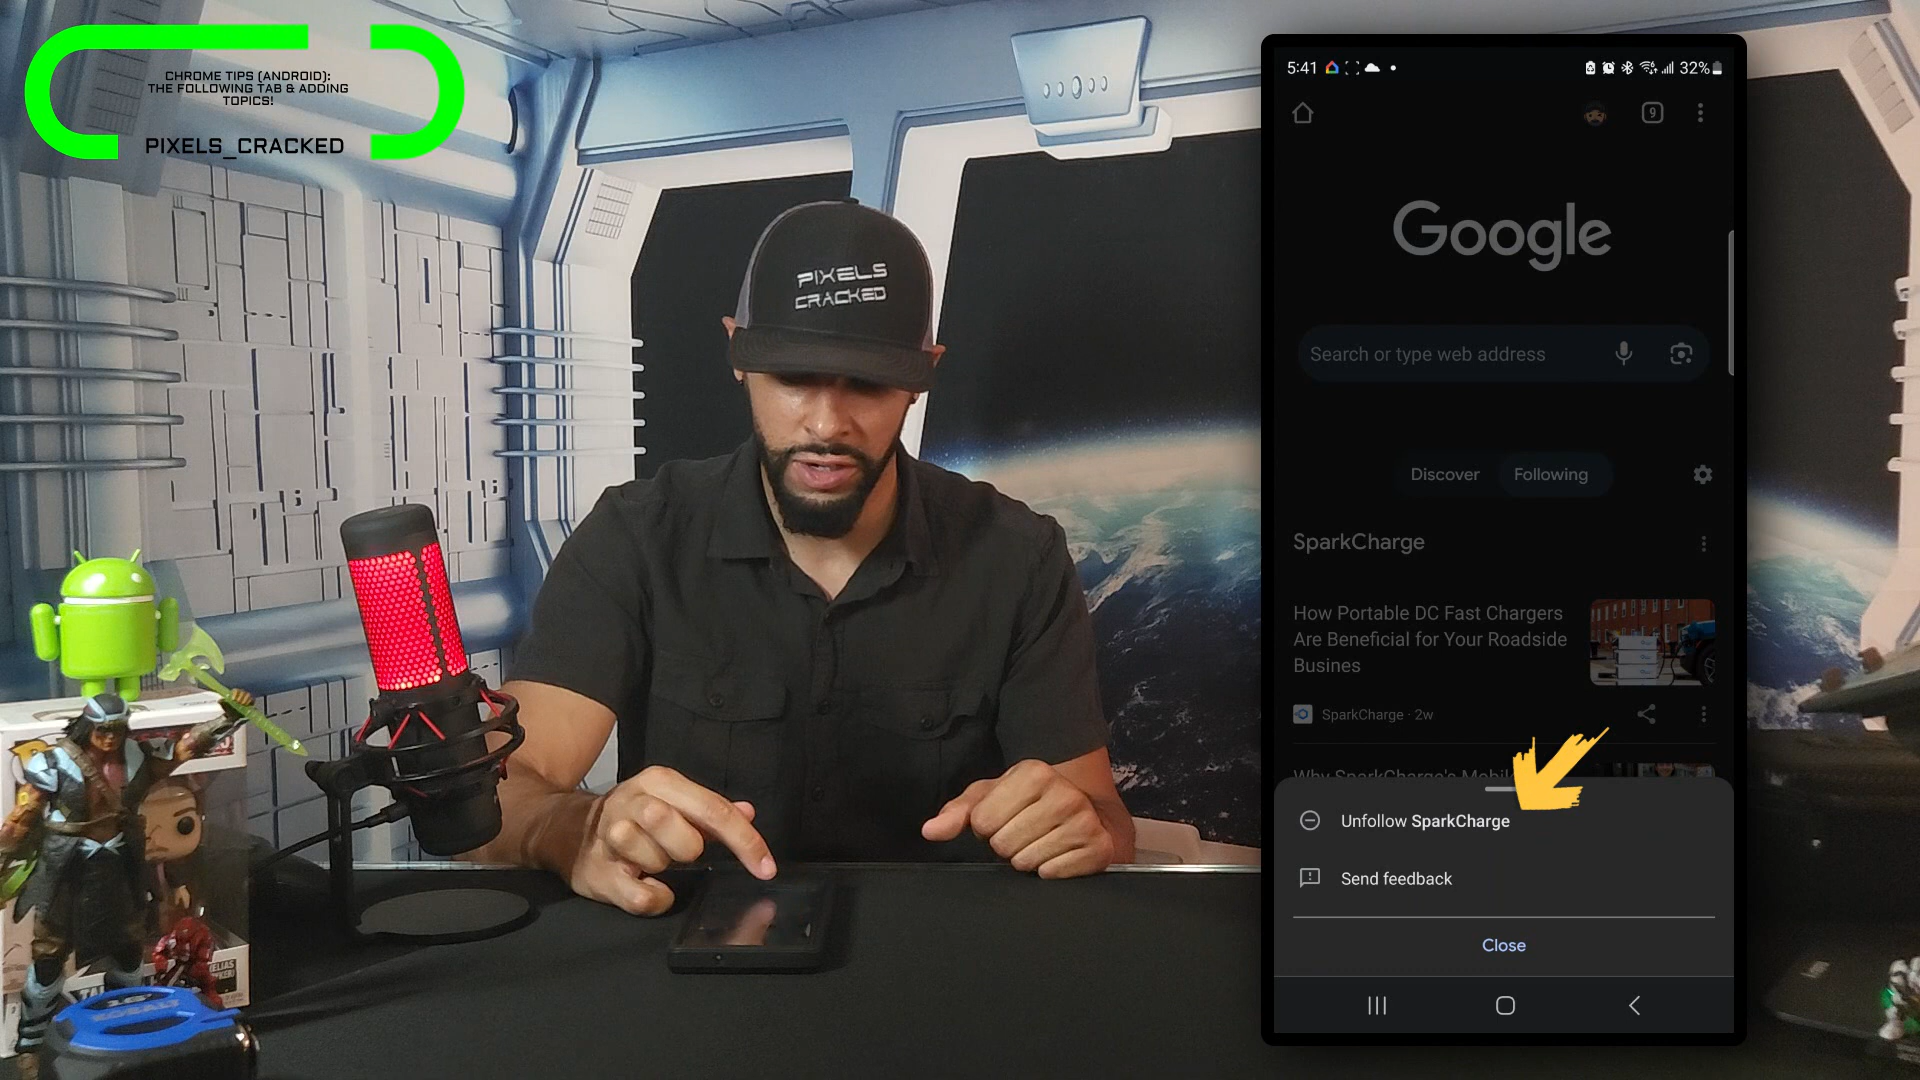 CHROME TIPS (ANDROID):
THE FOLLOWING TAB & ADDING
TOPICS!
PIXELS_CRACKED
PIXELS
CRACKED
5:41
32%
9
Google
Search or type web address
Discover
Following
SparkCharge
How Portable DC Fast Chargers
Are Beneficial for Your Roadside
Busines
SparkCharge · 2w
Unfollow SparkCharge
Send feedback
Close